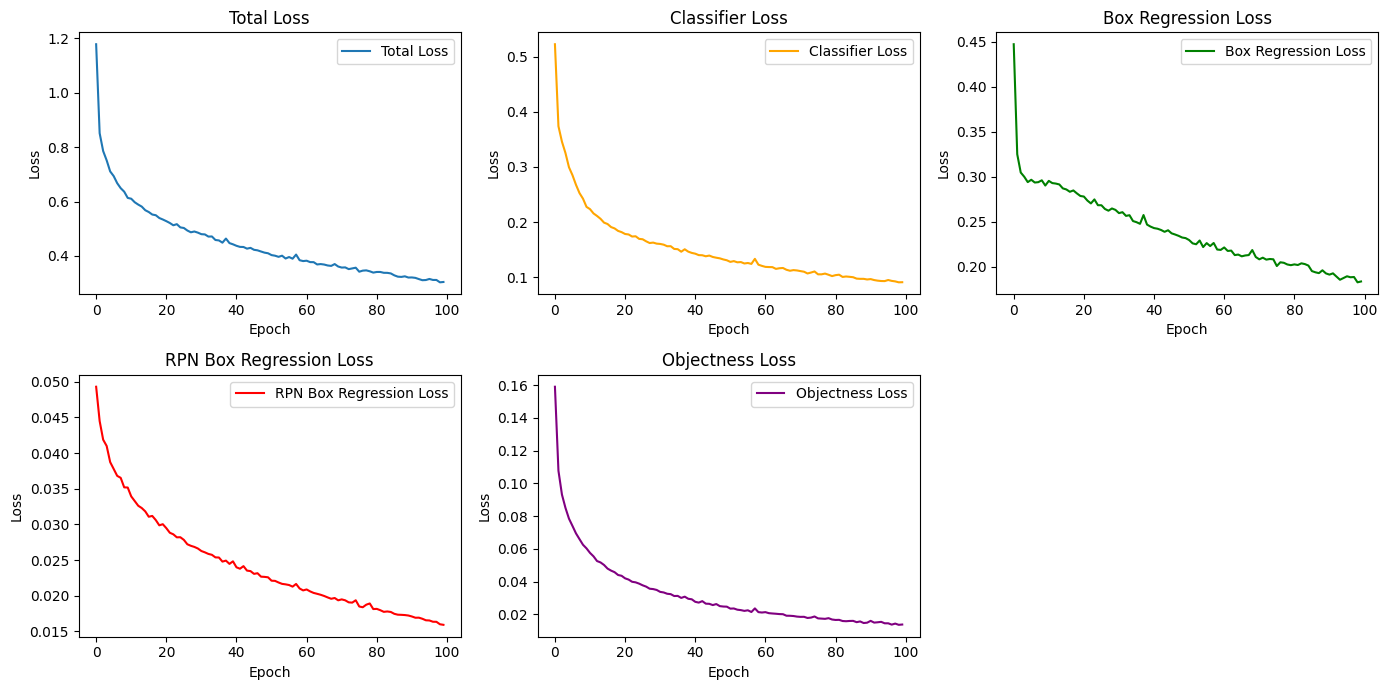 Total Loss
Total Loss
1.2
1.0
0.8
0.6
0.4
Loss
0 20 40 60 80 100
Epoch
Classifier Loss
Classifier Loss
0.5
0.4
0.3
0.2
0.1
Loss
0 20 40 60 80 100
Epoch
Box Regression Loss
Box Regression Loss
0.45
0.40
0.35
0.30
0.25
0.20
Loss
0 20 40 60 80 100
Epoch
RPN Box Regression Loss
RPN Box Regression Loss
0.050
0.045
0.040
0.035
0.030
0.025
0.020
0.015
Loss
0 20 40 60 80 100
Epoch
Objectness Loss
Objectness Loss
0.16
0.14
0.12
0.10
0.08
0.06
0.04
0.02
Loss
0 20 40 60 80 100
Epoch